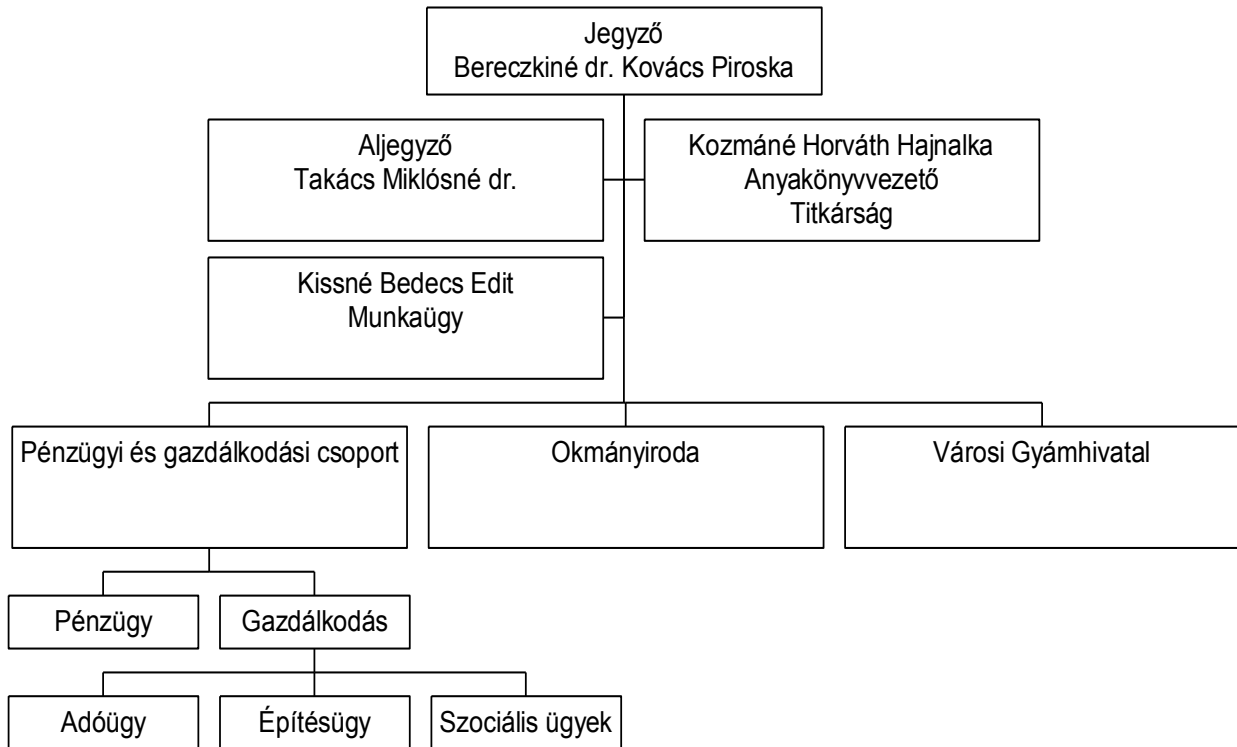 Jegyző
Bereczkiné dr. Kovács Piroska
Aljegyző
Takács Miklósné dr.
Kozmáné Horváth Hajnalka
Anyakönyvvezető
Titkárság
Kissné Bedecs Edit
Munkaügy
Pénzügyi és gazdálkodási csoport
Okmányiroda
Városi Gyámhivatal
Pénzügy
Gazdálkodás
Adóügy
Építésügy
Szociális ügyek